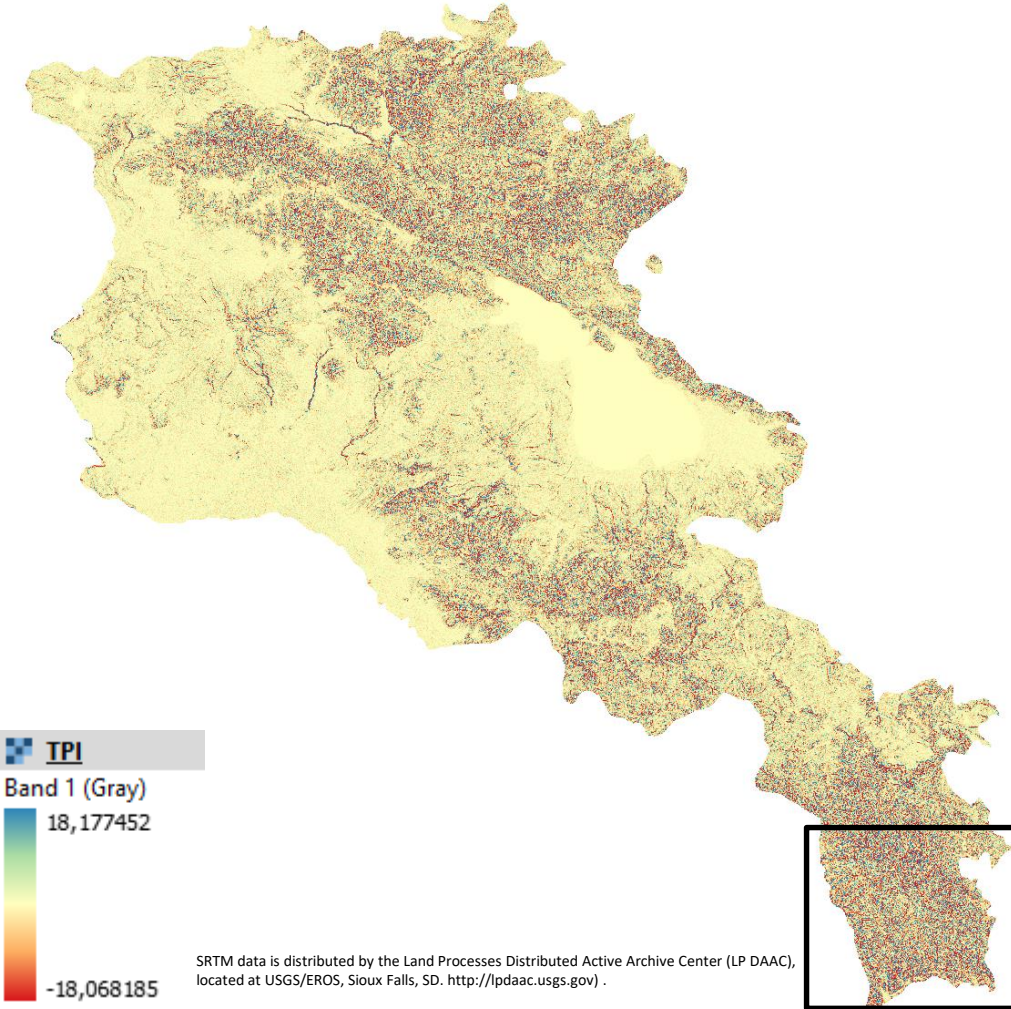 TPI
Band 1 (Gray)
18,177452
-18,068185
SRTM data is distributed by the Land Processes Distributed Active Archive Center (LP DAAC),
located at USGS/EROS, Sioux Falls, SD. http://lpdaac.usgs.gov) .